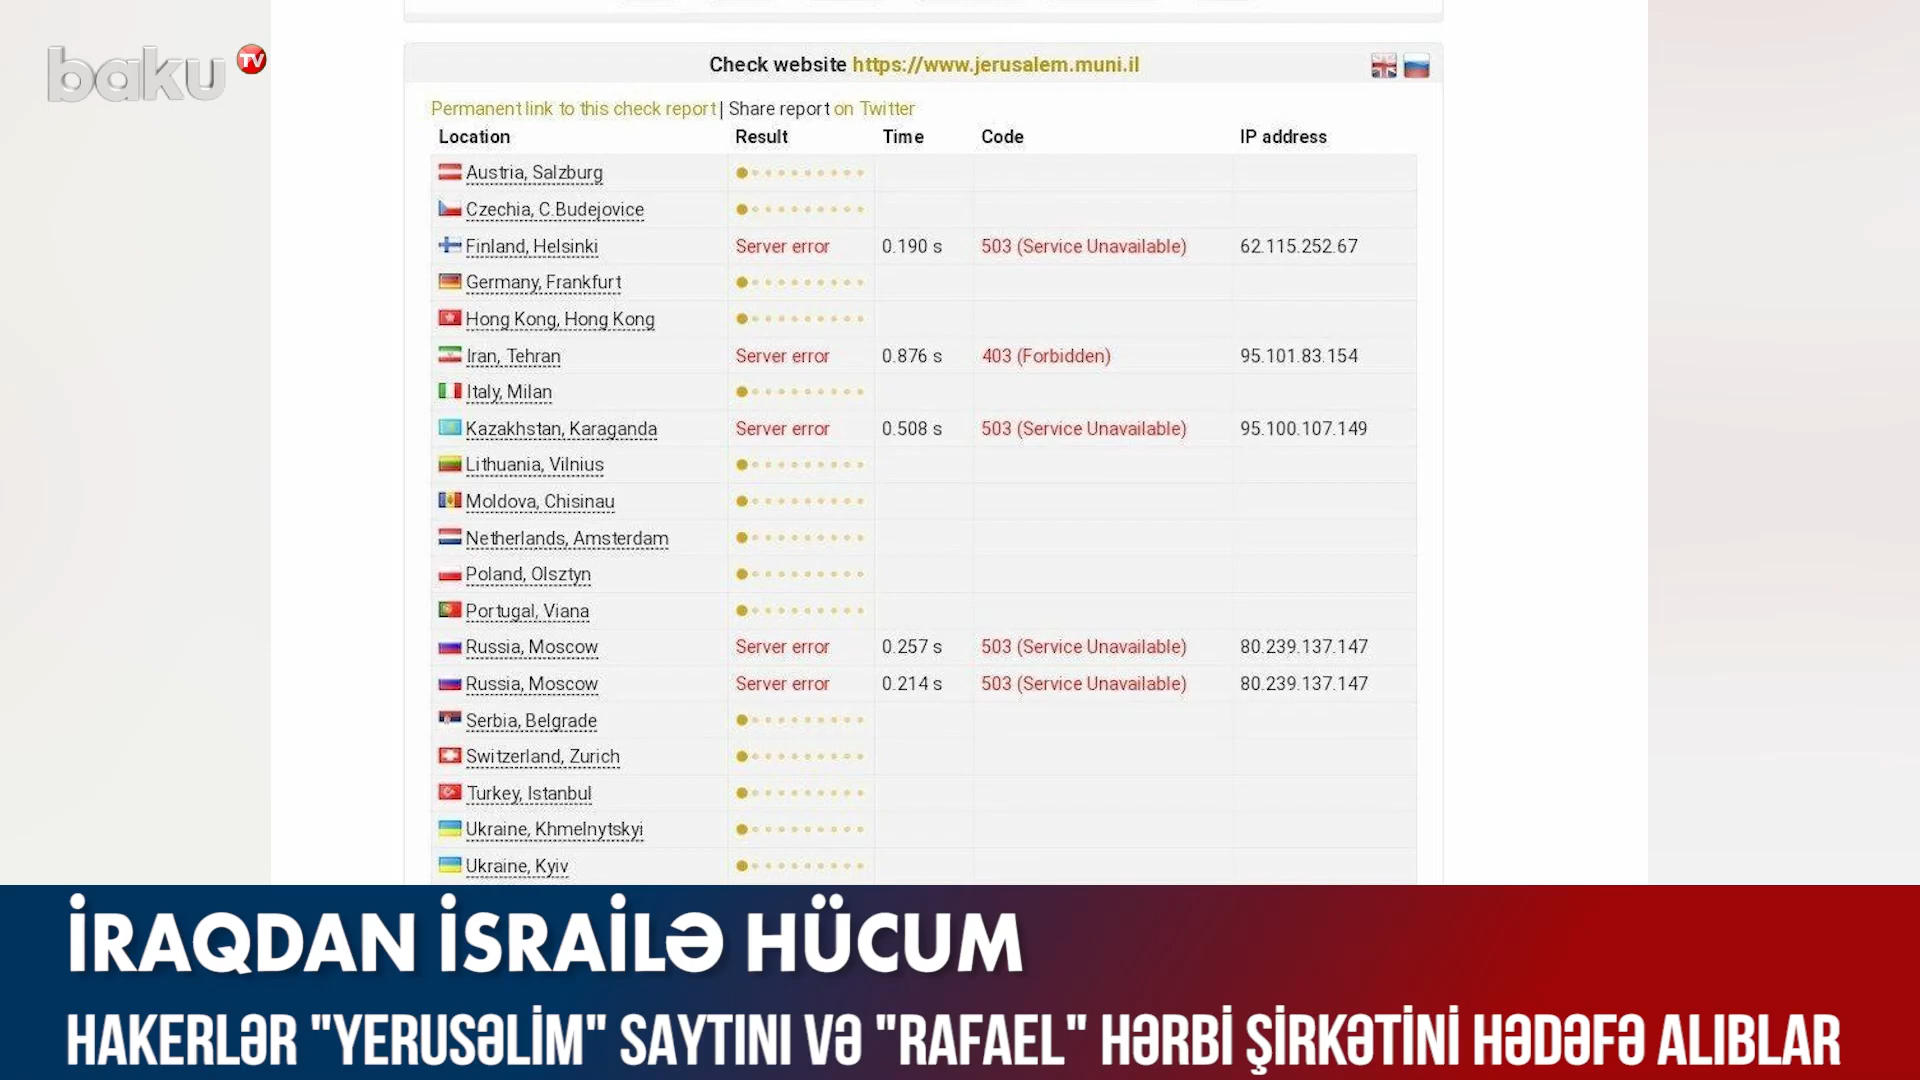 baku TV
Check website https://www.jerusalem.muni.il
Permanent link to this check report | Share report on Twitter
Location Result Time Code IP address
Austria, Salzburg
Czechia, C.Budejovice
Finland, Helsinki Server error 0.190 s 503 (Service Unavailable) 62.115.252.67
Germany, Frankfurt
Hong Kong, Hong Kong
Iran, Tehran Server error 0.876 s 403 (Forbidden) 95.101.83.154
Italy, Milan
Kazakhstan, Karaganda Server error 0.508 s 503 (Service Unavailable) 95.100.107.149
Lithuania, Vilnius
Moldova, Chisinau
Netherlands, Amsterdam
Poland, Olsztyn
Portugal, Viana
Russia, Moscow Server error 0.257 s 503 (Service Unavailable) 80.239.137.147
Russia, Moscow Server error 0.214 s 503 (Service Unavailable) 80.239.137.147
Serbia, Belgrade
Switzerland, Zurich
Turkey, Istanbul
Ukraine, Khmelnytskyi
Ukraine, Kyiv
İRAQDAN İSRAİLƏ HÜCUM
HAKERLƏR "YERUSƏLİM" SAYTINI VƏ "RAFAEL" HƏRBİ ŞİRKƏTİNİ HƏDƏFƏ ALIBLAR